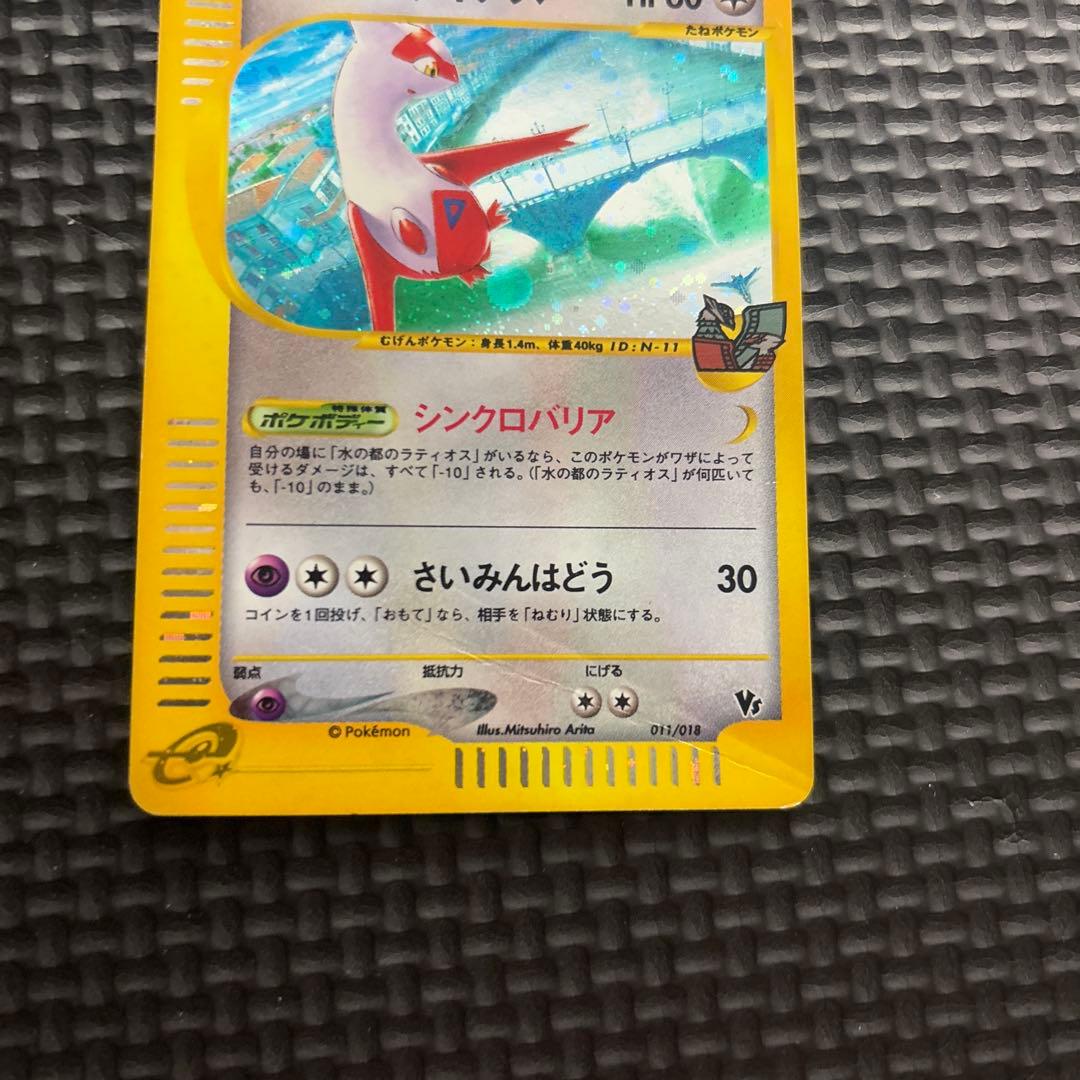 たねポケモン
むげんポケモン：身長1.4m、体重40kg ID:N-11
特殊体質
ポケボディー シンクロバリア
自分の場に「水の都のラティオス」がいるなら、このポケモンがワザによって
受けるダメージは、すべて「-10」される。（「水の都のラティオス」が何匹いて
も、「-10」のまま。）
さいみんはどう 30
コインを1回投げ、「おもて」なら、相手を「ねむり」状態にする。
弱点 抵抗力 にげる
©Pokémon Illus.Mitsuhiro Arita 011/018 Vs
e